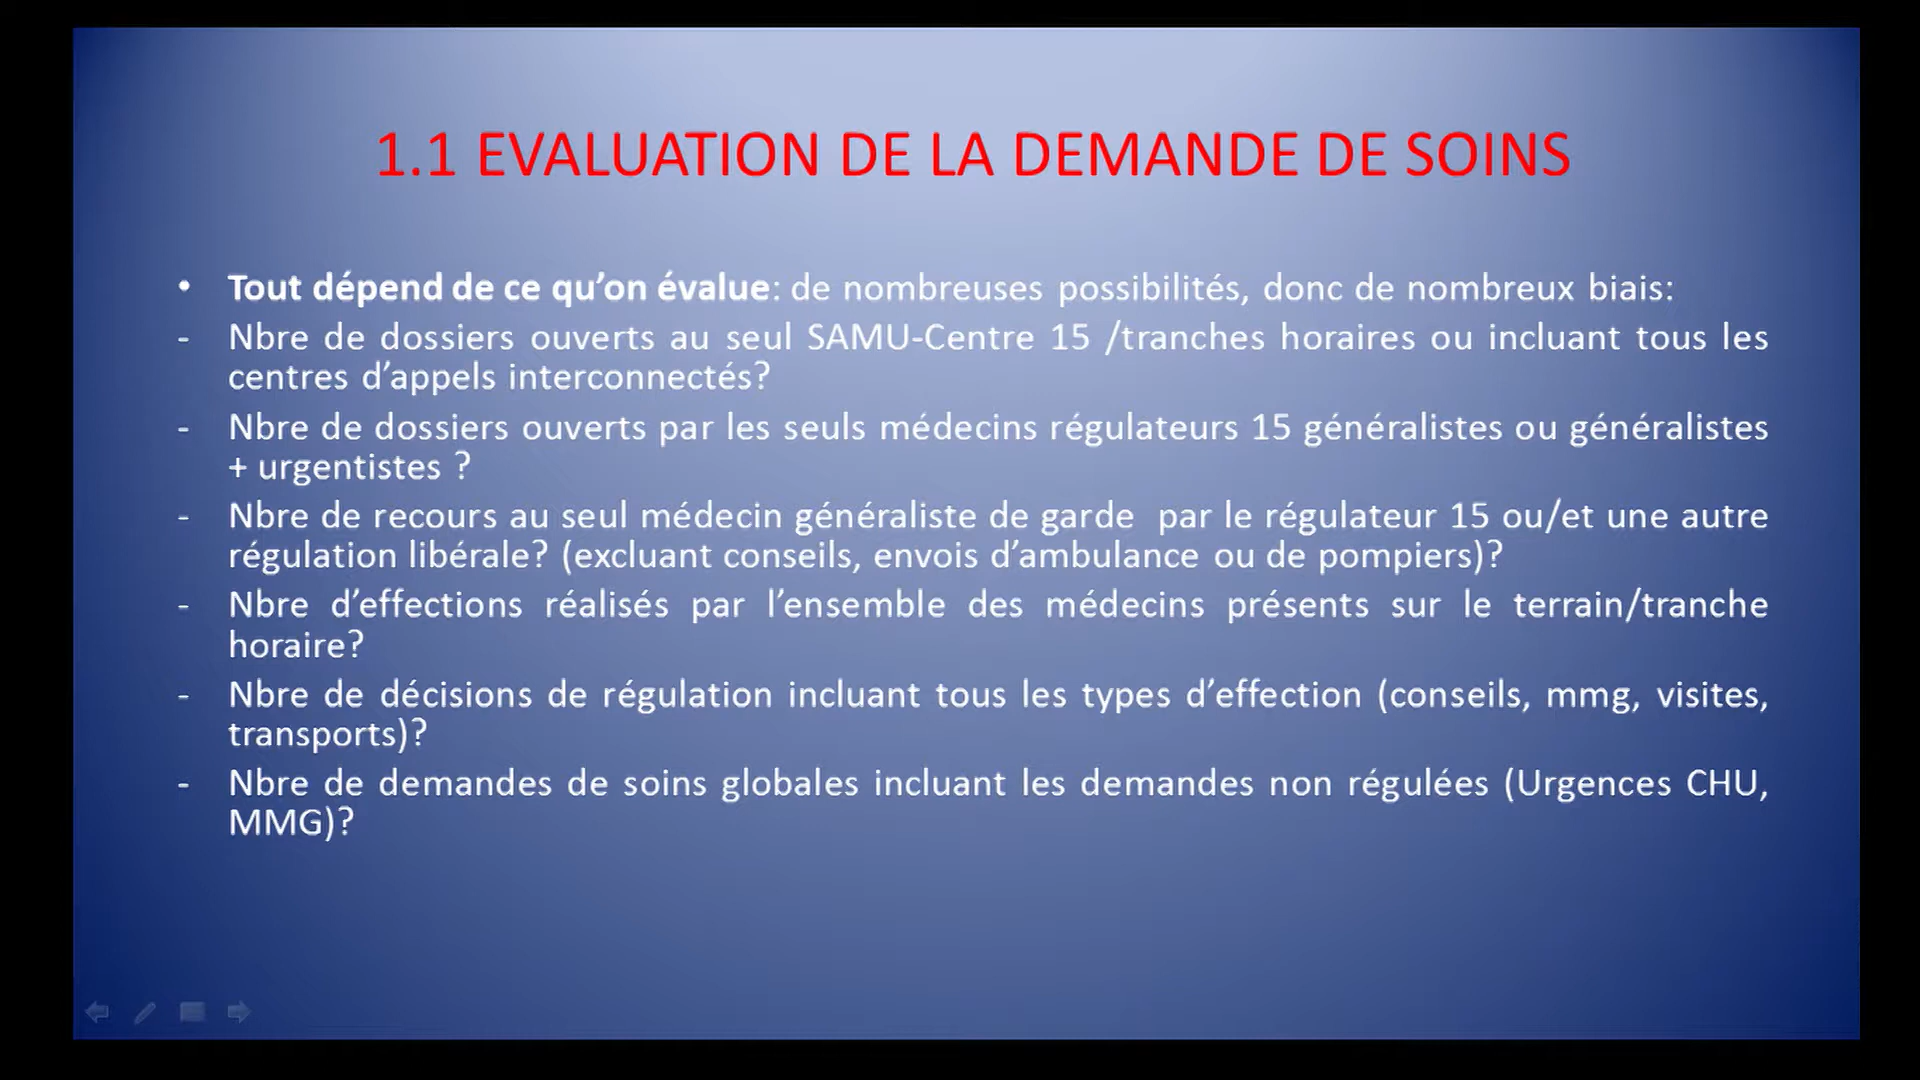 1.1 EVALUATION DE LA DEMANDE DE SOINS
• Tout dépend de ce qu’on évalue: de nombreuses possibilités, donc de nombreux biais:
- Nbre de dossiers ouverts au seul SAMU-Centre 15 /tranches horaires ou incluant tous les
centres d’appels interconnectés?
- Nbre de dossiers ouverts par les seuls médecins régulateurs 15 généralistes ou généralistes
+ urgentistes ?
- Nbre de recours au seul médecin généraliste de garde par le régulateur 15 ou/et une autre
régulation libérale? (excluant conseils, envois d’ambulance ou de pompiers)?
- Nbre d’effections réalisés par l’ensemble des médecins présents sur le terrain/tranche
horaire?
- Nbre de décisions de régulation incluant tous les types d’effection (conseils, mmg, visites,
transports)?
- Nbre de demandes de soins globales incluant les demandes non régulées (Urgences CHU,
MMG)?